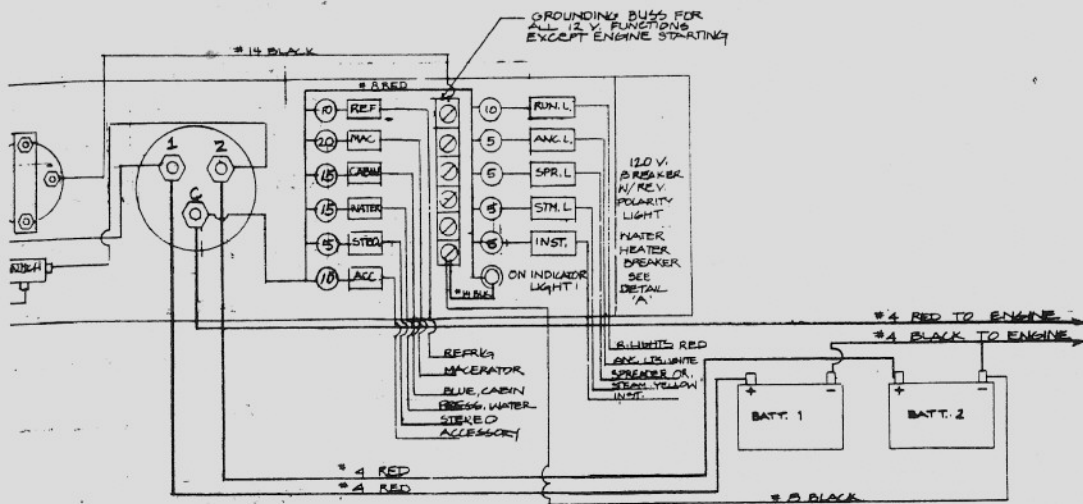 GROUNDING BUSS FOR
ALL 12 V. FUNCTIONS
EXCEPT ENGINE STARTING
#14 BLACK
#8 RED
10 REF
20 MAC
15 CABIN
15 WATER
15
10 ACC.
10 RUN. L.
5 ANC. L.
5 SPR. L
5 STM. L
5 INST.
ON INDICATOR
LIGHT
1
2
C
120 V.
BREAKER
W/REV.
POLARITY
LIGHT
WATER
HEATER
BREAKER
SEE
DETAIL
'A'
#4 RED TO ENGINE
#4 BLACK TO ENGINE
R. LIGHTS RED
ANC. LTS. WHITE
SPREADER OR.
STEAM. YELLOW
INST.
REFRIG
MACERATOR
BLUE, CABIN
PRESS. WATER
STEREO
ACCESSORY
+ -
BATT. 1
+ -
BATT. 2
#4 RED
#4 RED
#8 BLACK